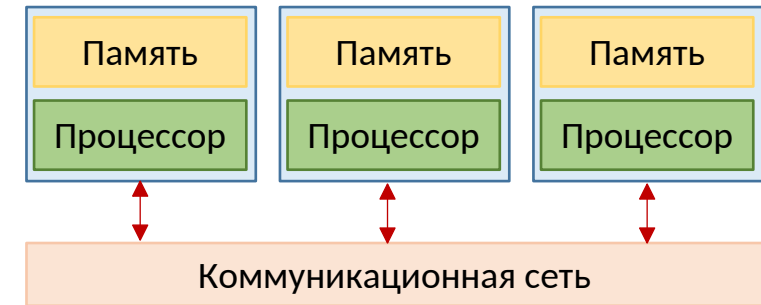 Память Память Память
Процессор Процессор Процессор
Коммуникационная сеть